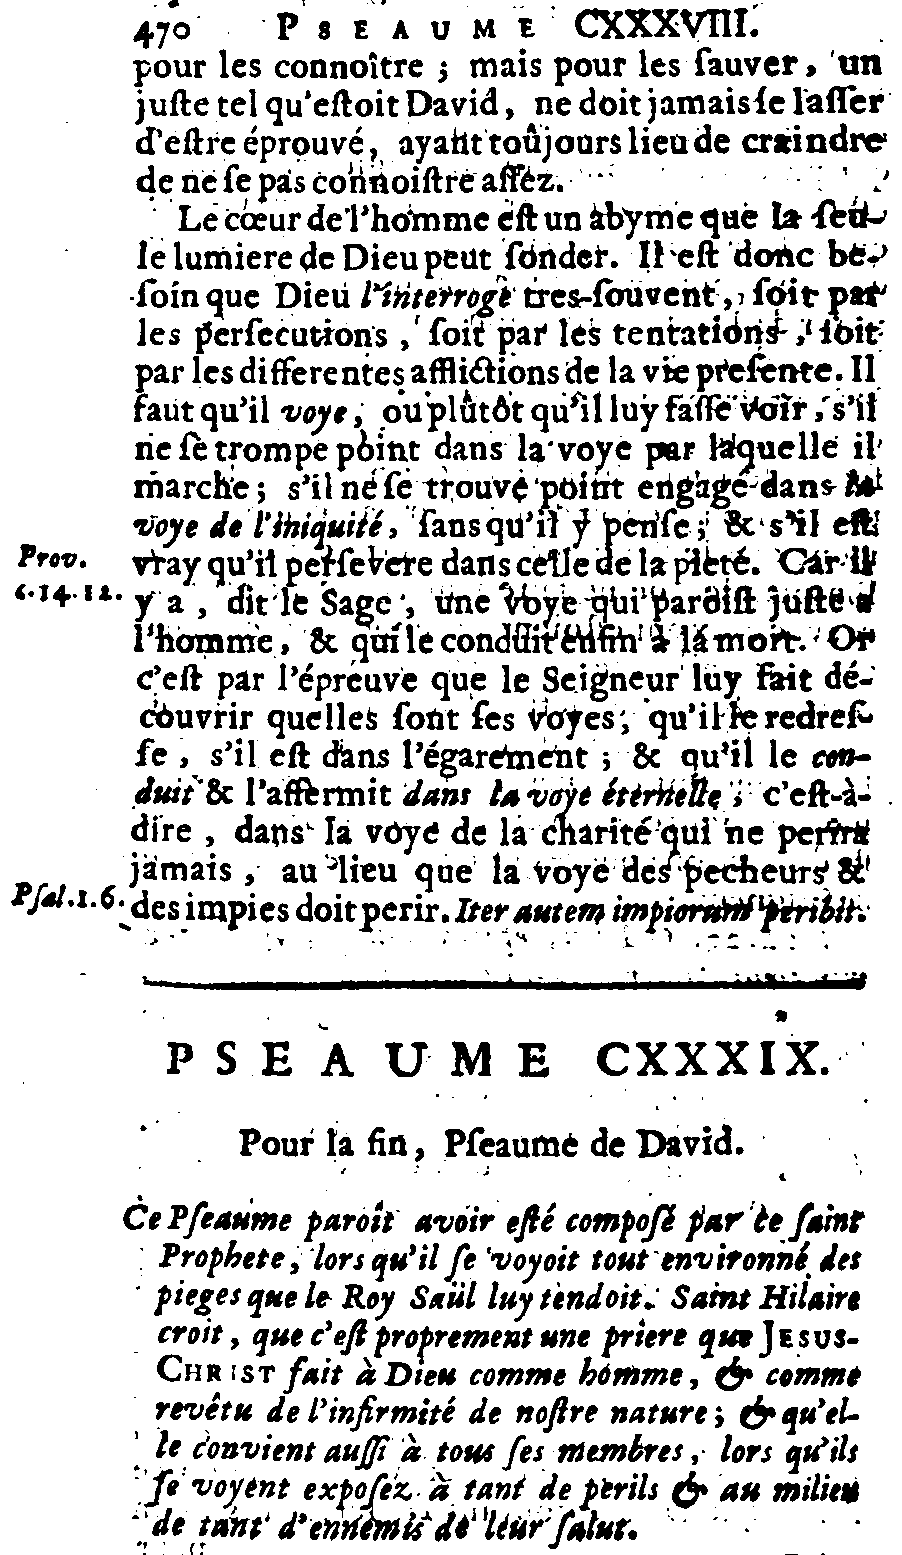 470 PSEAUME CXXXVIII.
pour les connoître ; mais pour les ſauver, un
juſte tel qu'eſtoit David, ne doit jamais ſe laſſer
d'eſtre éprouvé, ayant toûjours lieu de craindre
de ne ſe pas connoiſtre aſſez.
Le cœur de l'homme eſt un abyme que la ſeu-
le lumiere de Dieu peut ſonder. Il eſt donc be-
ſoin que Dieu l'interroge tres-ſouvent, ſoit par
les perſecutions, ſoit par les tentations, ſoit
par les differentes afflictions de la vie preſente. Il
faut qu'il voye, ou plûtôt qu'il luy faſſe voir, s'il
ne ſe trompe point dans la voye par laquelle il
marche ; s'il ne ſe trouve point engagé dans la
voye de l'iniquité, ſans qu'il y penſe ; & s'il eſt
Prov.
vray qu'il perſevere dans celle de la pieté. Car il
c.14.12.
y a, dit le Sage, une voye qui paroiſt juſte à
l'homme, & qui le conduit enfin à la mort. Or
c'eſt par l'épreuve que le Seigneur luy fait dé-
couvrir quelles ſont ſes voyes, qu'il le redreſ-
ſe, s'il eſt dans l'égarement ; & qu'il le con-
duit & l'affermit dans la voye éternelle, c'eſt-à-
dire, dans la voye de la charité qui ne perira
jamais, au lieu que la voye des pecheurs &
Pſal.1.6.
des impies doit perir. Iter autem impiorum peribit.
PSEAUME CXXXIX.
Pour la fin, Pſeaume de David.
Ce Pſeaume paroît avoir eſté compoſé par le ſaint
Prophete, lors qu'il ſe voyoit tout environné des
pieges que le Roy Saül luy tendoit. Saint Hilaire
croit, que c'eſt proprement une priere que JESUS-
CHRIST fait à Dieu comme homme, & comme
revêtu de l'infirmité de noſtre nature ; & qu'el-
le convient auſſi à tous ſes membres, lors qu'ils
ſe voyent expoſez à tant de perils & au milieu
de tant d'ennemis de leur ſalut.